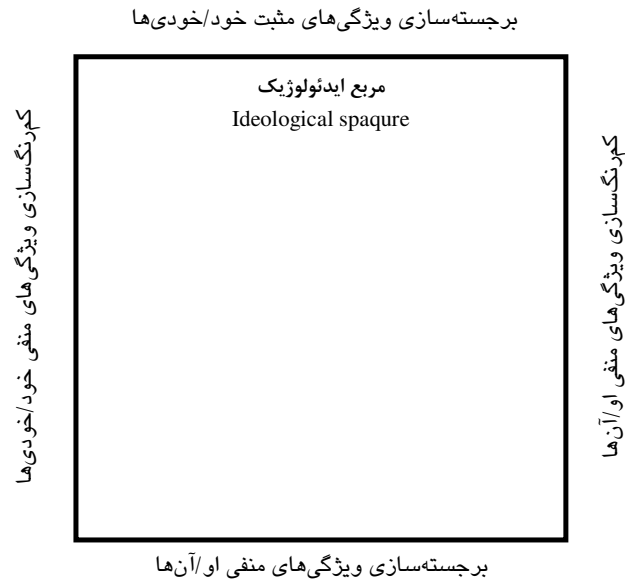 برجسته‌سازی ویژگی‌های مثبت خود/خودی‌ها
مربع ایدئولوژیک
Ideological spaqure
کم‌رنگ‌سازی ویژگی‌های منفی او/آن‌ها
کم‌رنگ‌سازی ویژگی‌های منفی خود/خودی‌ها
برجسته‌سازی ویژگی‌های منفی او/آن‌ها